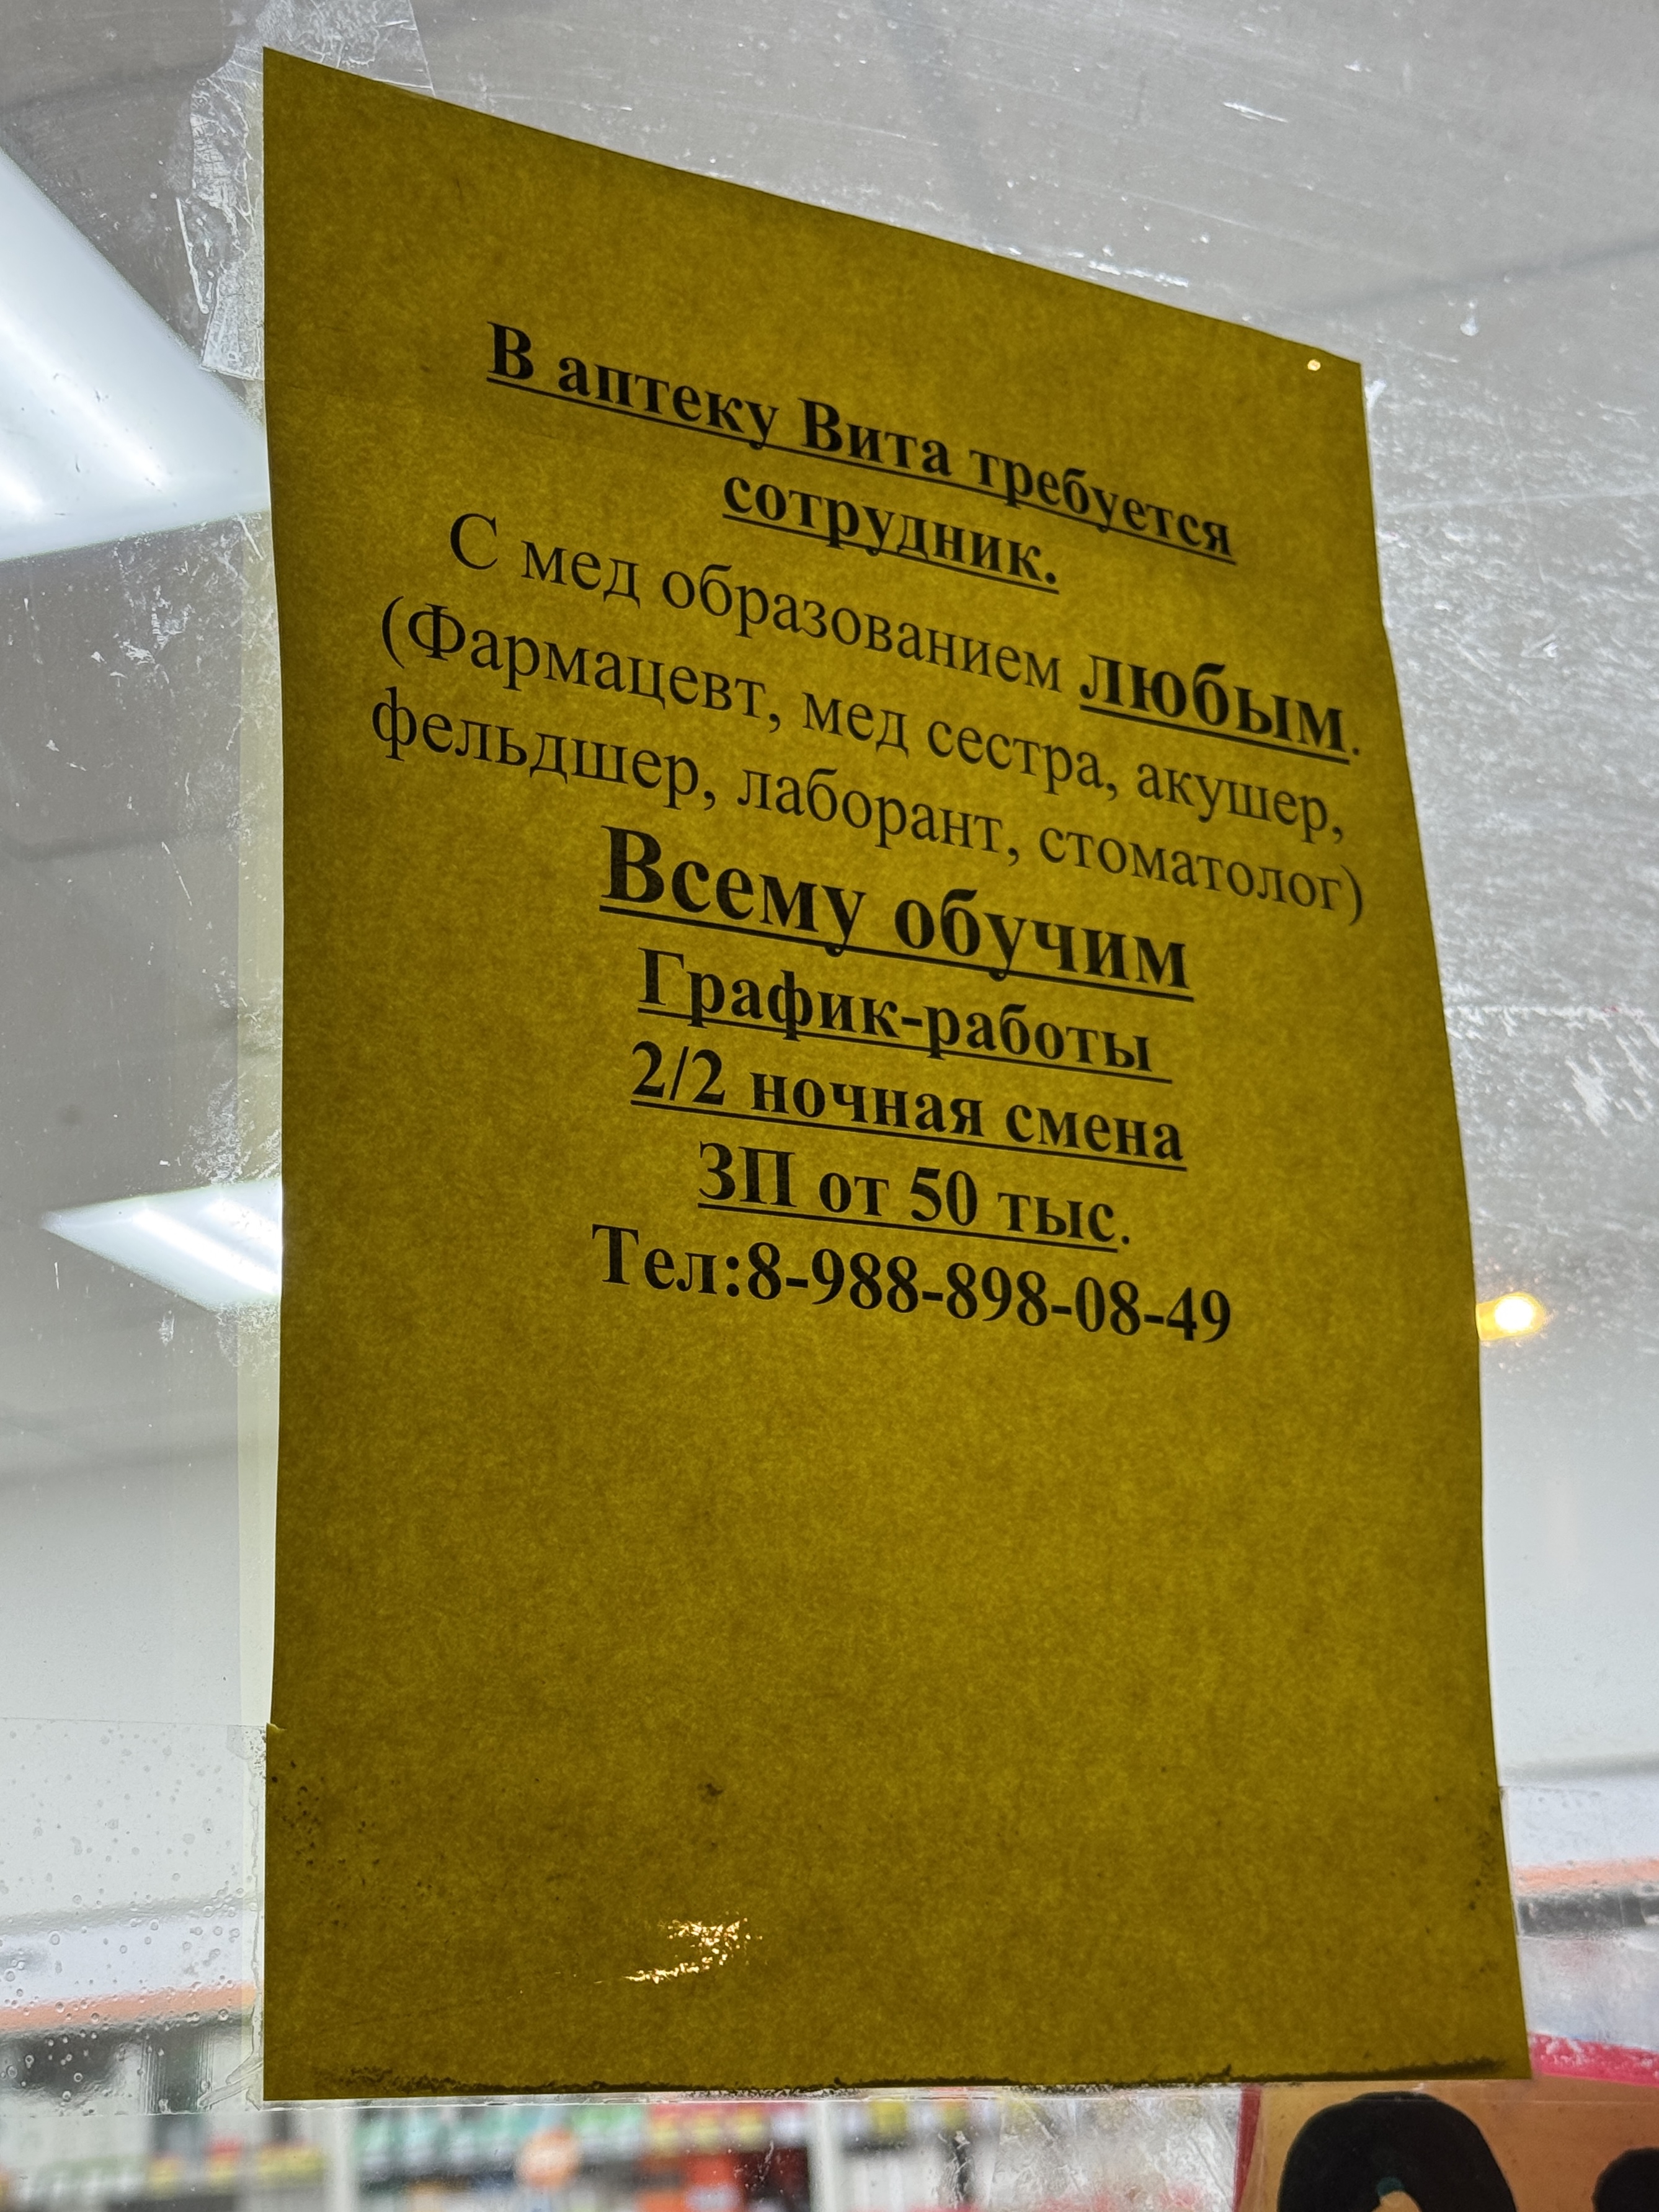 В аптеку Вита требуется
сотрудник.
С мед образованием любым.
(Фармацевт, мед сестра, акушер,
фельдшер, лаборант, стоматолог)
Всему обучим
График-работы
2/2 ночная смена
ЗП от 50 тыс.
Тел:8-988-898-08-49